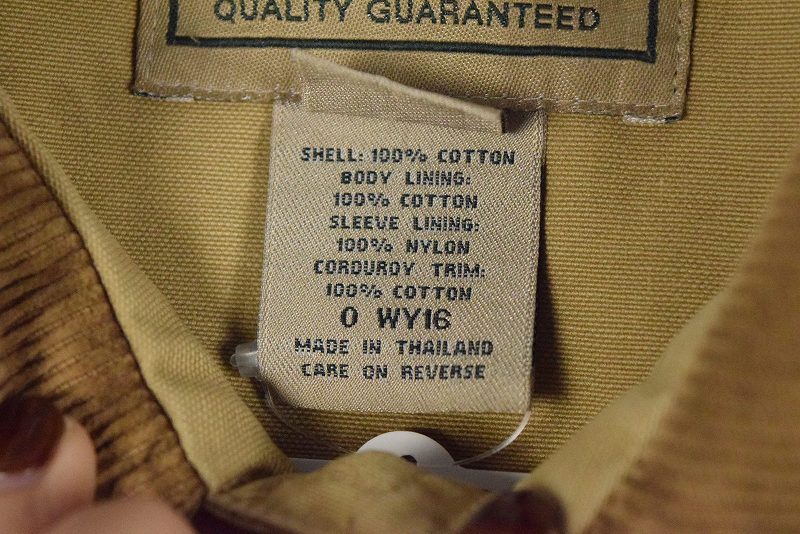 QUALITY GUARANTEED
SHELL: 100% COTTON
BODY LINING:
100% COTTON
SLEEVE LINING:
100% NYLON
CORDUROY TRIM:
100% COTTON
0 WY16
MADE IN THAILAND
CARE ON REVERSE